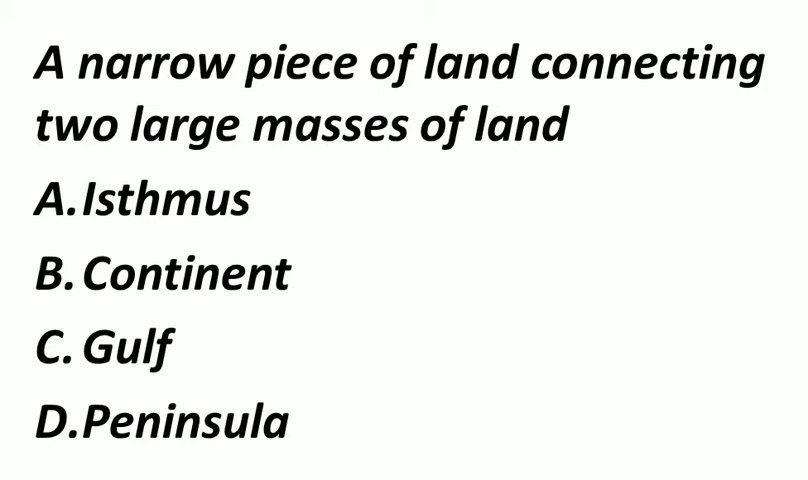 A narrow piece of land connecting
two large masses of land
A.Isthmus
B. Continent
C. Gulf
D.Peninsula